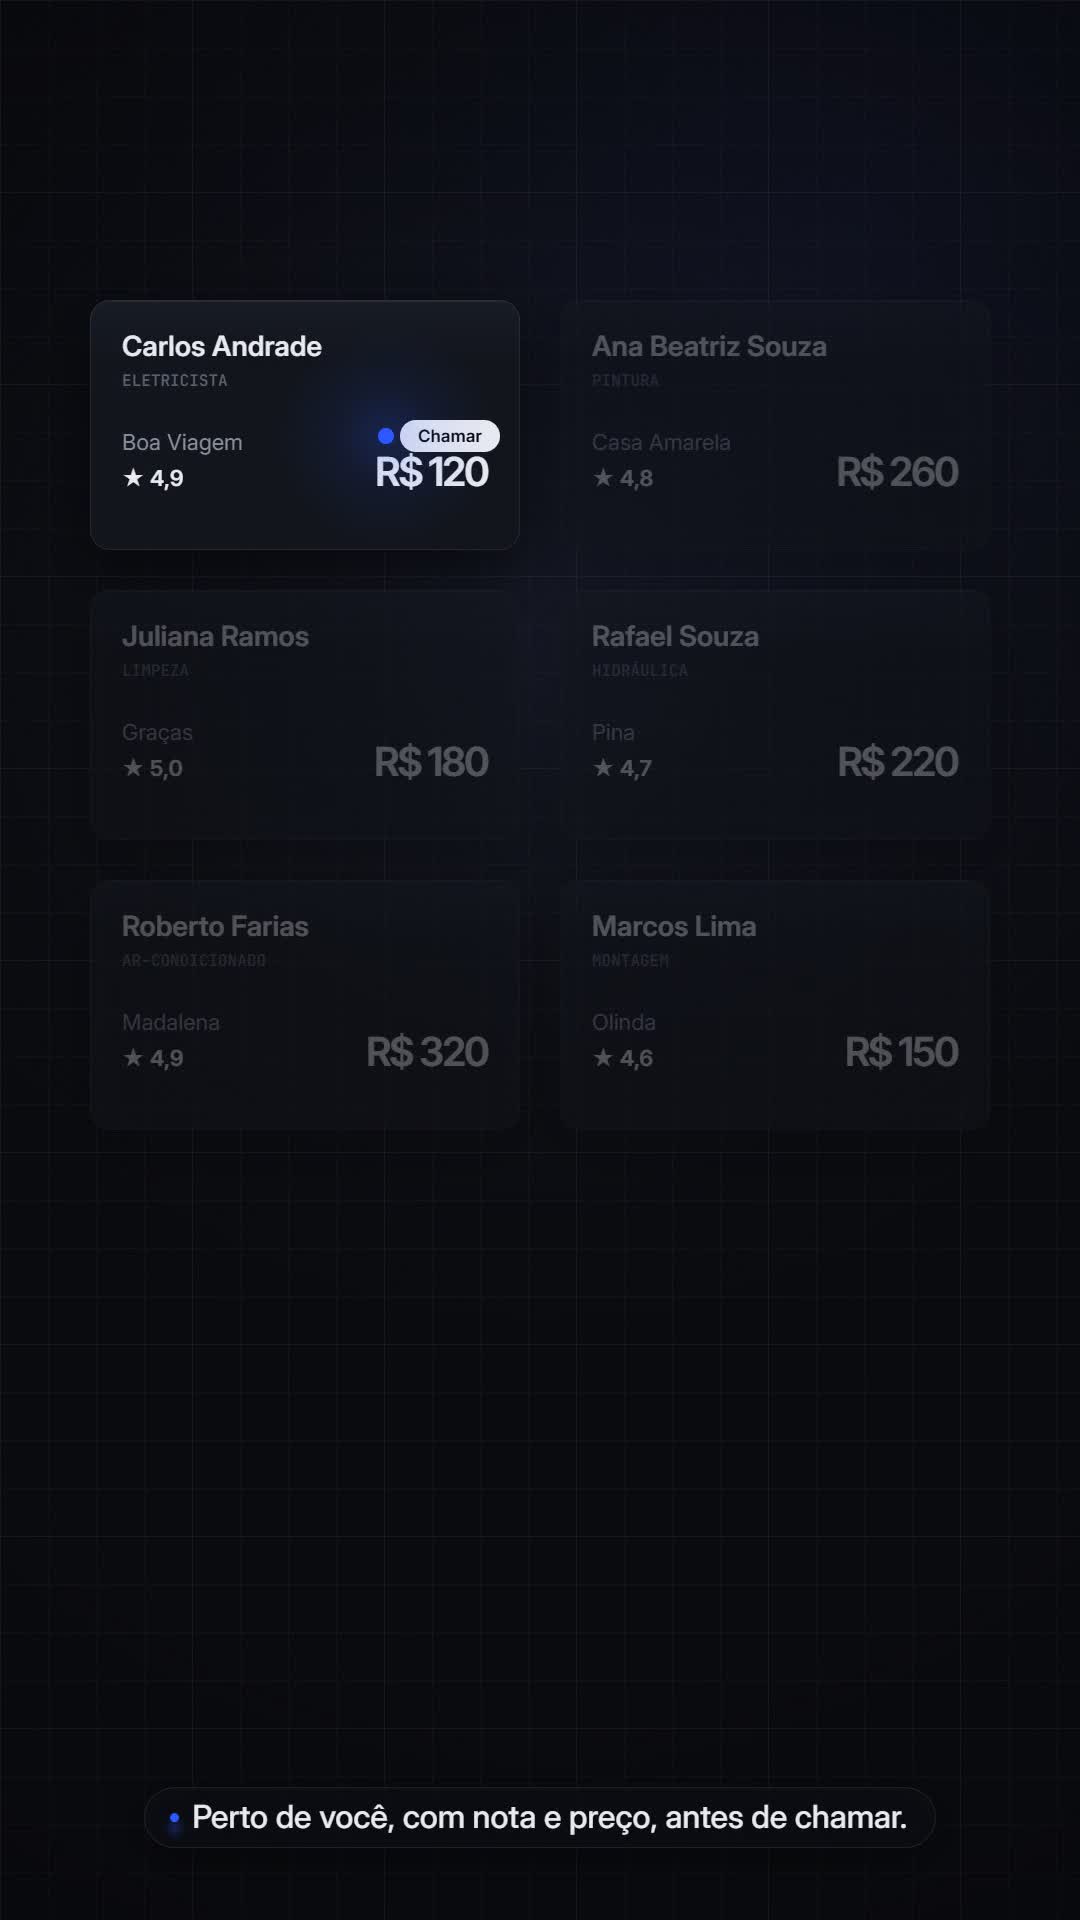 Carlos Andrade
ELETRICISTA
Boa Viagem
Chamar
★ 4,9
R$ 120
Ana Beatriz Souza
PINTURA
Casa Amarela
★ 4,8
R$ 260
Juliana Ramos
LIMPEZA
Graças
★ 5,0
R$ 180
Rafael Souza
HIDRÁULICA
Pina
★ 4,7
R$ 220
Roberto Farias
AR-CONDICIONADO
Madalena
★ 4,9
R$ 320
Marcos Lima
MONTAGEM
Olinda
★ 4,6
R$ 150
Perto de você, com nota e preço, antes de chamar.